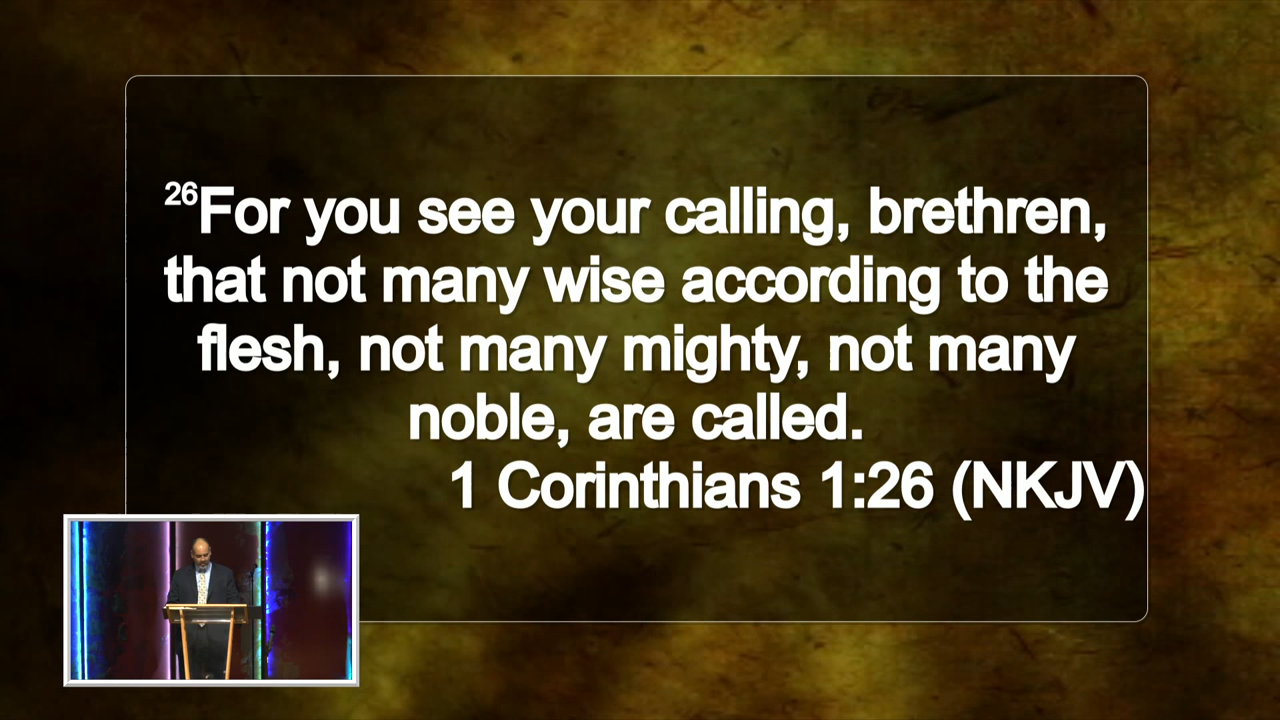 26For you see your calling, brethren,
that not many wise according to the
flesh, not many mighty, not many
noble, are called.
1 Corinthians 1:26 (NKJV)